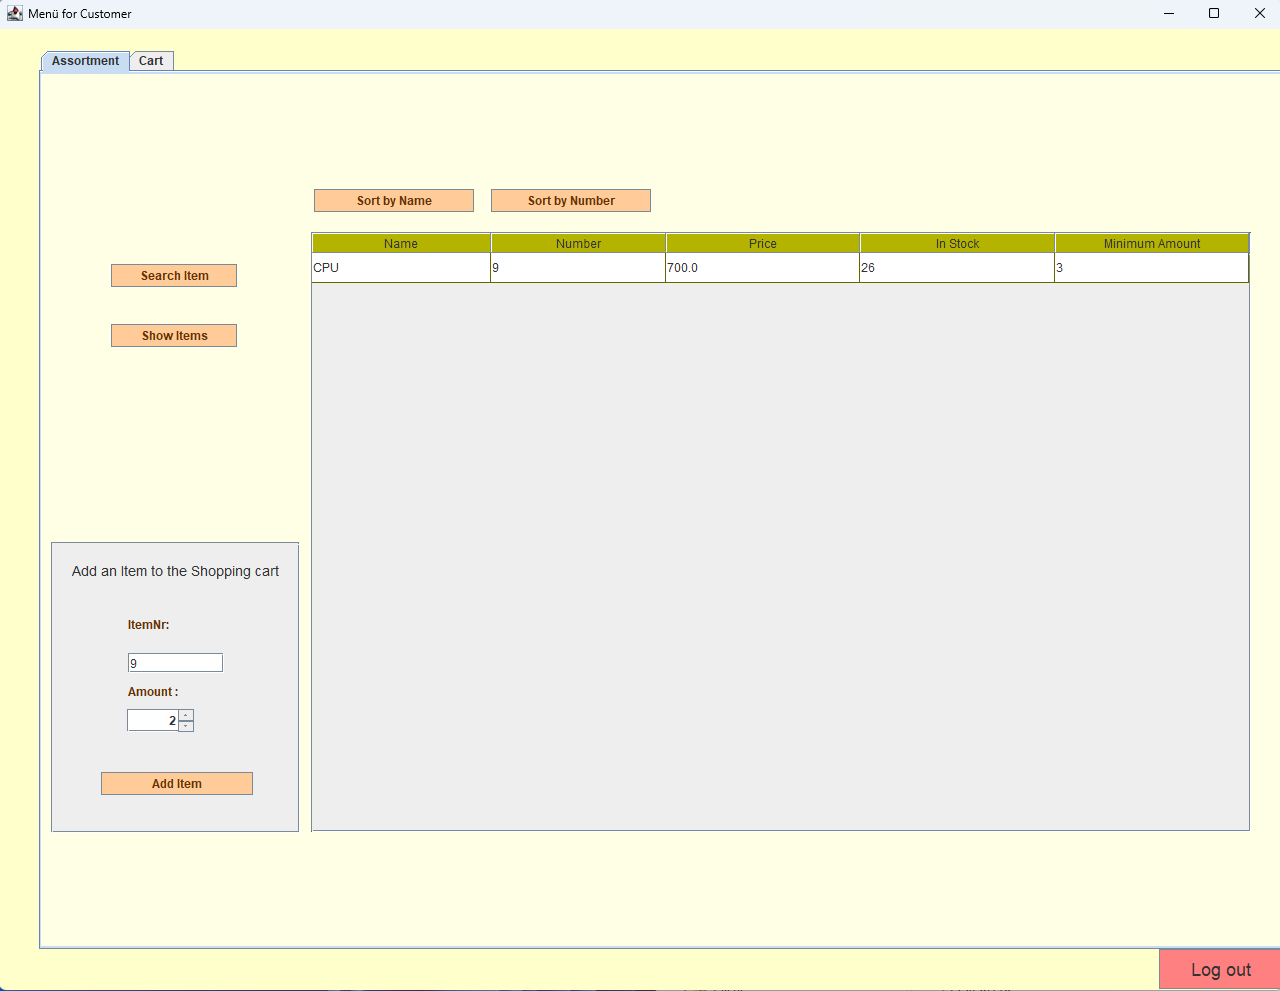 Menü for Customer
Assortment Cart
Sort by Name Sort by Number
Name Number Price In Stock Minimum Amount
CPU 9 700.0 26 3
Search Item
Show Items
Add an Item to the Shopping cart
ItemNr:
9
Amount :
2
Add Item
Log out